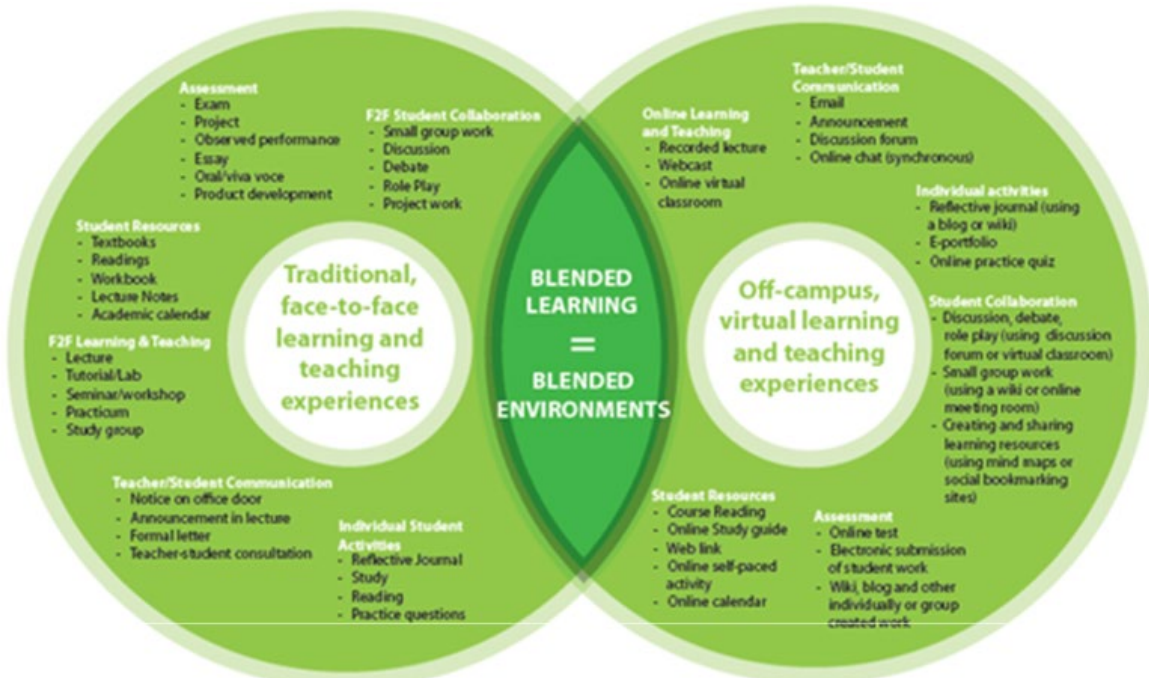 Assessment
- Exam
- Project
- Observed performance
- Essay
- Oral/viva voce
- Product development
F2F Student Collaboration
- Small group work
- Discussion
- Debate
- Role Play
- Project work
Student Resources
- Textbooks
- Readings
- Workbook
- Lecture Notes
- Academic calendar
F2F Learning & Teaching
- Lecture
- Tutorial/Lab
- Seminar/workshop
- Practicum
- Study group
Teacher/Student Communication
- Notice on office door
- Announcement in lecture
- Formal letter
- Teacher-student consultation
Individual Student
Activities
- Reflective Journal
- Study
- Reading
- Practice questions
Traditional,
face-to-face
learning and
teaching
experiences
BLENDED
LEARNING
=
BLENDED
ENVIRONMENTS
Off-campus,
virtual learning
and teaching
experiences
Online Learning
and Teaching
- Recorded lecture
- Webcast
- Online virtual
classroom
Teacher/Student
Communication
- Email
- Announcement
- Discussion forum
- Online chat (synchronous)
Individual activities
- Reflective journal (using
a blog or wiki)
- E-portfolio
- Online practice quiz
Student Collaboration
- Discussion, debate,
role play (using discussion
forum or virtual classroom)
- Small group work
(using a wiki or online
meeting room)
- Creating and sharing
learning resources
(using mind maps or
social bookmarking
sites)
Student Resources
- Course Reading
- Online Study guide
- Web link
- Online self-paced
activity
- Online calendar
Assessment
- Online test
- Electronic submission
of student work
- Wiki, blog and other
individually or group
created work